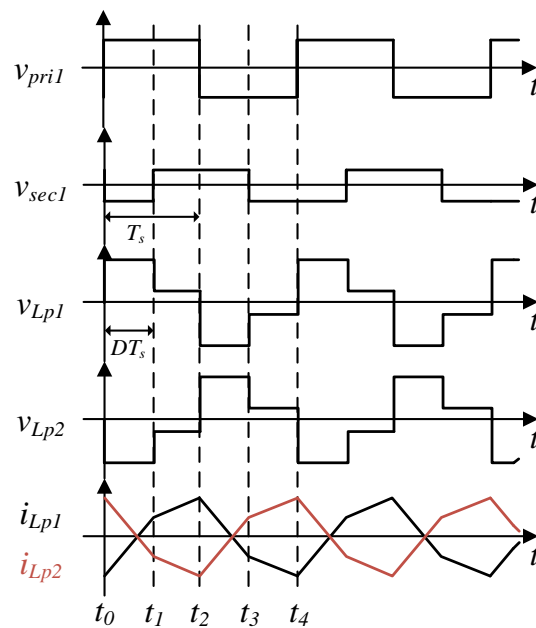 v_pri1
t
v_sec1
t
T_s
v_Lp1
t
DT_s
v_Lp2
t
i_Lp1
i_Lp2
t
t_0 t_1 t_2 t_3 t_4